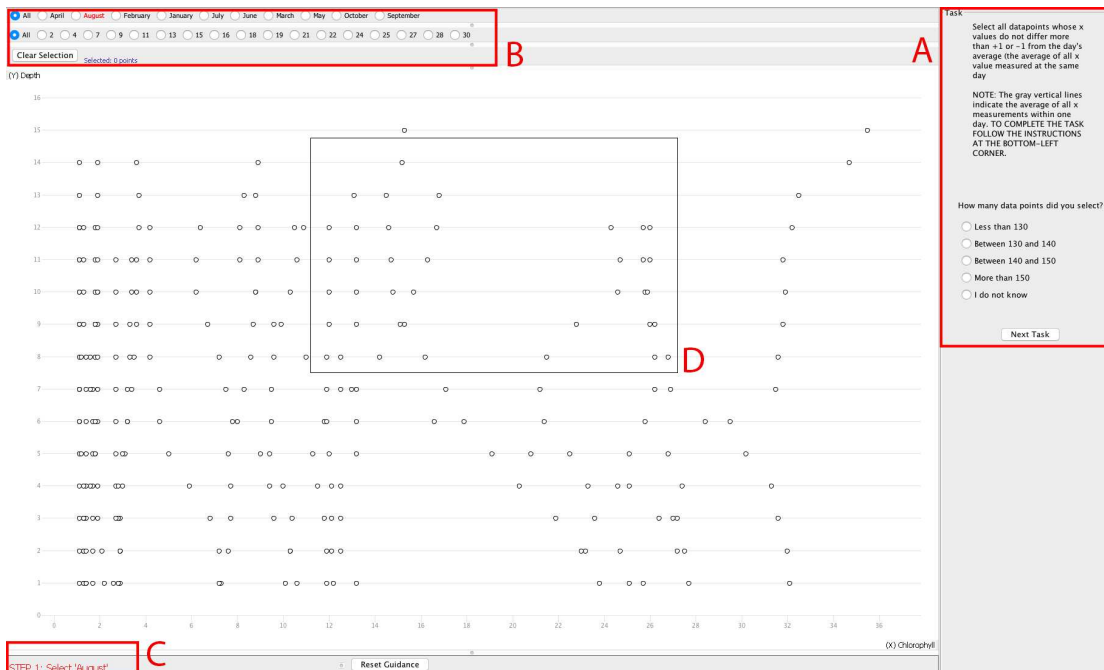 All April August February January July June March May October September
All 2 4 7 9 11 13 15 16 18 19 21 22 24 25 27 28 30
Clear Selection Selected: 0 points
B
(Y) Depth
16
15
14
13
12
11
10
9
8
7
6
5
4
3
2
1
0
D
0 2 4 6 8 10 12 14 16 18 20 22 24 26 28 30 32 34 36
(X) Chlorophyll
C
STEP 1: Select 'August'
Reset Guidance
Task
A
Select all datapoints whose x
values do not differ more
than +1 or -1 from the day's
average (the average of all x
value measured at the same
day
NOTE: The gray vertical lines
indicate the average of all x
measurements within one
day. TO COMPLETE THE TASK
FOLLOW THE INSTRUCTIONS
AT THE BOTTOM-LEFT
CORNER.
How many data points did you select?
Less than 130
Between 130 and 140
Between 140 and 150
More than 150
I do not know
Next Task